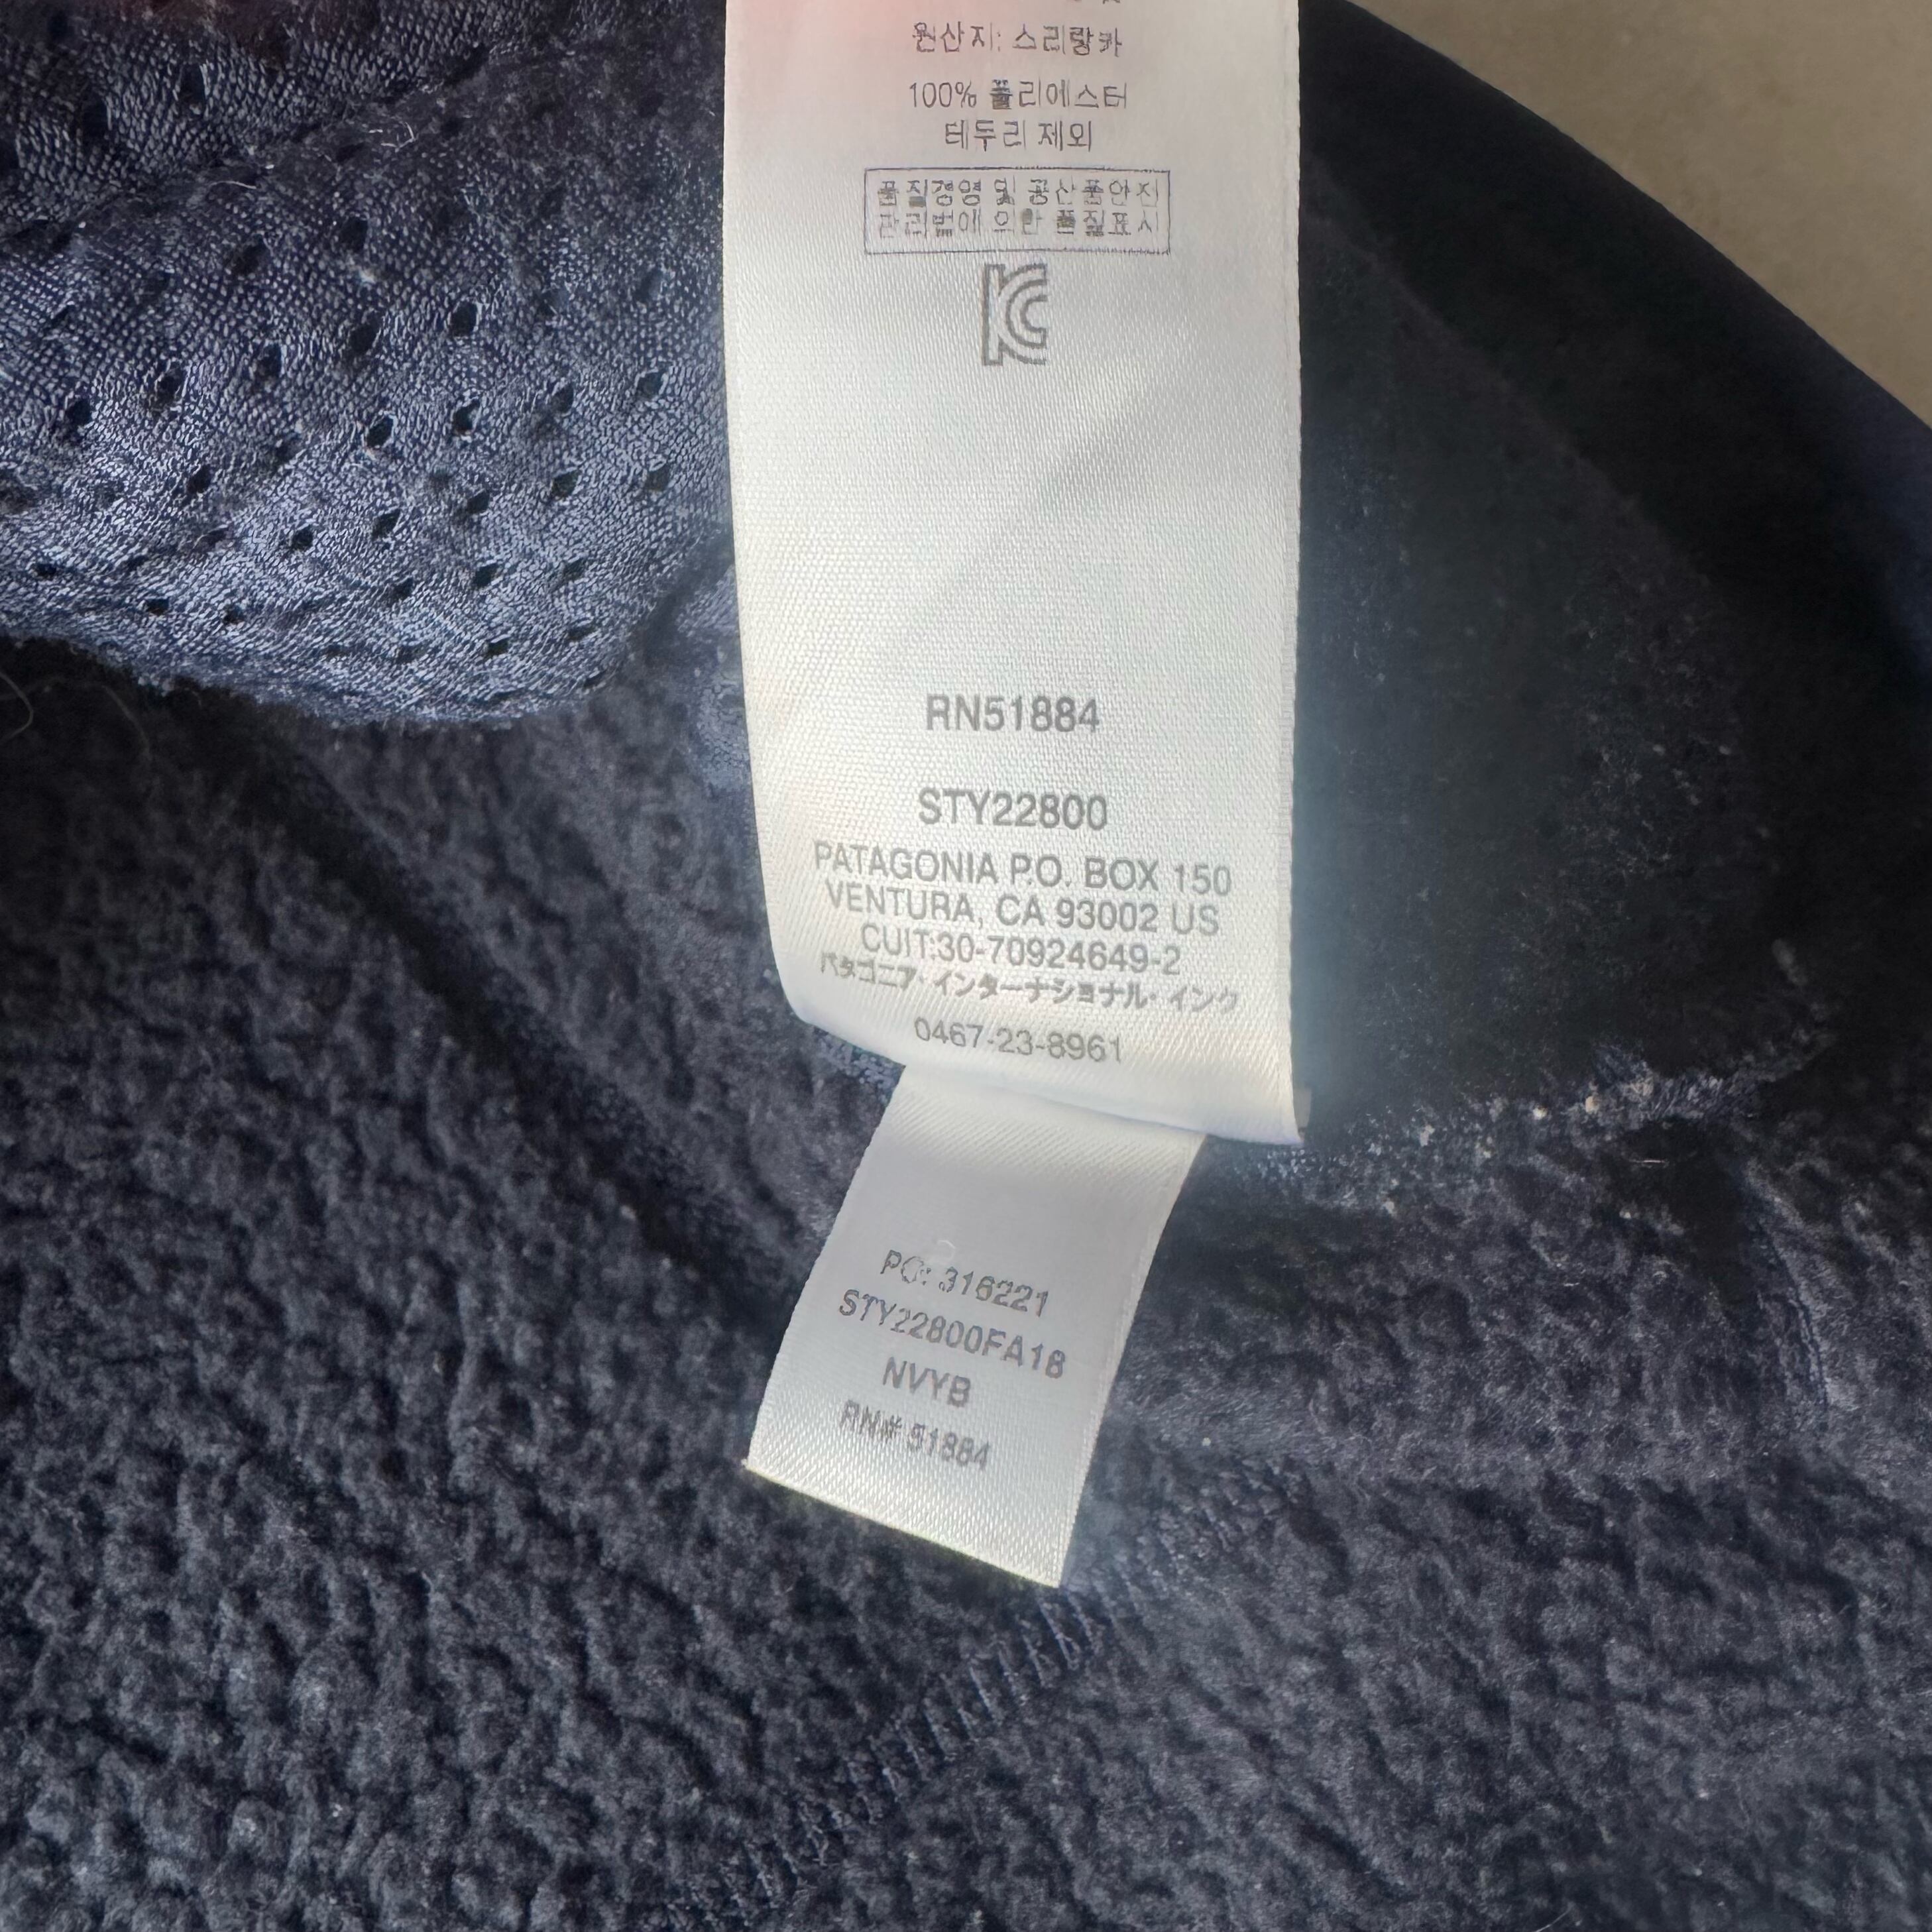 원산지: 스리랑카
100% 폴리에스터
테두리 제외
품질경영 및 공산품안전
관리법에 의한 품질표시
RN51884
STY22800
PATAGONIA P.O. BOX 150
VENTURA, CA 93002 US
CUIT:30-70924649-2
パタゴニア・インターナショナル・インク
0467-23-8961
PO: 316221
STY22800FA18
NVYB
RN# 51884